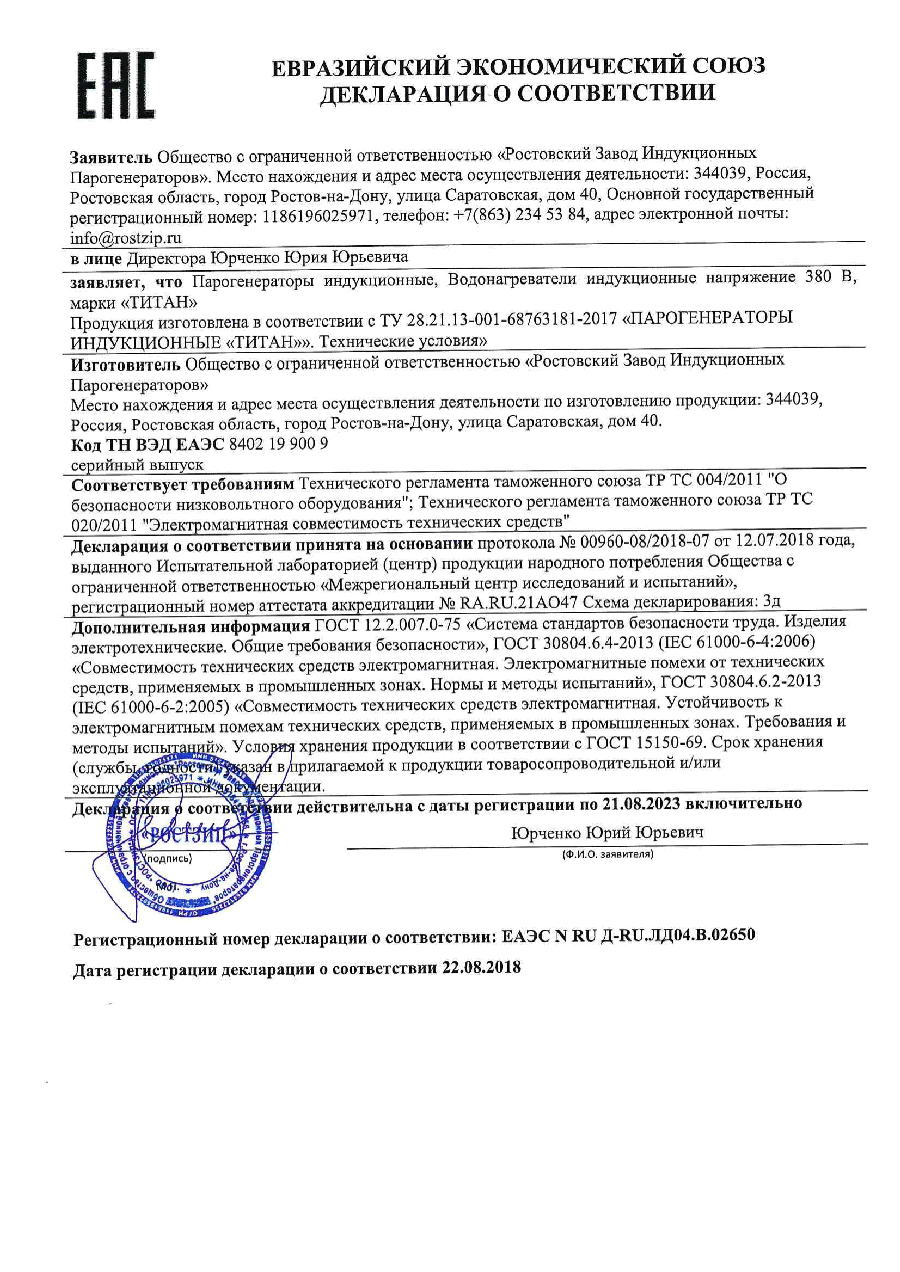 ЕАС
ЕВРАЗИЙСКИЙ ЭКОНОМИЧЕСКИЙ СОЮЗ
ДЕКЛАРАЦИЯ О СООТВЕТСТВИИ
Заявитель Общество с ограниченной ответственностью «Ростовский Завод Индукционных
Парогенераторов». Место нахождения и адрес места осуществления деятельности: 344039, Россия,
Ростовская область, город Ростов-на-Дону, улица Саратовская, дом 40, Основной государственный
регистрационный номер: 1186196025971, телефон: +7(863) 234 53 84, адрес электронной почты:
info@rostzip.ru
в лице Директора Юрченко Юрия Юрьевича
заявляет, что Парогенераторы индукционные, Водонагреватели индукционные напряжение 380 В,
марки «ТИТАН»
Продукция изготовлена в соответствии с ТУ 28.21.13-001-68763181-2017 «ПАРОГЕНЕРАТОРЫ
ИНДУКЦИОННЫЕ «ТИТАН»». Технические условия»
Изготовитель Общество с ограниченной ответственностью «Ростовский Завод Индукционных
Парогенераторов»
Место нахождения и адрес места осуществления деятельности по изготовлению продукции: 344039,
Россия, Ростовская область, город Ростов-на-Дону, улица Саратовская, дом 40.
Код ТН ВЭД ЕАЭС 8402 19 900 9
серийный выпуск
Соответствует требованиям Технического регламента таможенного союза ТР ТС 004/2011 "О
безопасности низковольтного оборудования"; Технического регламента таможенного союза ТР ТС
020/2011 "Электромагнитная совместимость технических средств"
Декларация о соответствии принята на основании протокола № 00960-08/2018-07 от 12.07.2018 года,
выданного Испытательной лабораторией (центр) продукции народного потребления Общества с
ограниченной ответственностью «Межрегиональный центр исследований и испытаний»,
регистрационный номер аттестата аккредитации № RA.RU.21АО47 Схема декларирования: 3д
Дополнительная информация ГОСТ 12.2.007.0-75 «Система стандартов безопасности труда. Изделия
электротехнические. Общие требования безопасности», ГОСТ 30804.6.4-2013 (IEC 61000-6-4:2006)
«Совместимость технических средств электромагнитная. Электромагнитные помехи от технических
средств, применяемых в промышленных зонах. Нормы и методы испытаний», ГОСТ 30804.6.2-2013
(IEC 61000-6-2:2005) «Совместимость технических средств электромагнитная. Устойчивость к
электромагнитным помехам технических средств, применяемых в промышленных зонах. Требования и
методы испытаний». Условия хранения продукции в соответствии с ГОСТ 15150-69. Срок хранения
(службы, годности) указан в прилагаемой к продукции товаросопроводительной и/или
эксплуатационной документации.
Декларация о соответствии действительна с даты регистрации по 21.08.2023 включительно
«РОСТЗИП»
Юрченко Юрий Юрьевич
(подпись)
(Ф.И.О. заявителя)
Регистрационный номер декларации о соответствии: ЕАЭС N RU Д-RU.ЛД04.В.02650
Дата регистрации декларации о соответствии 22.08.2018